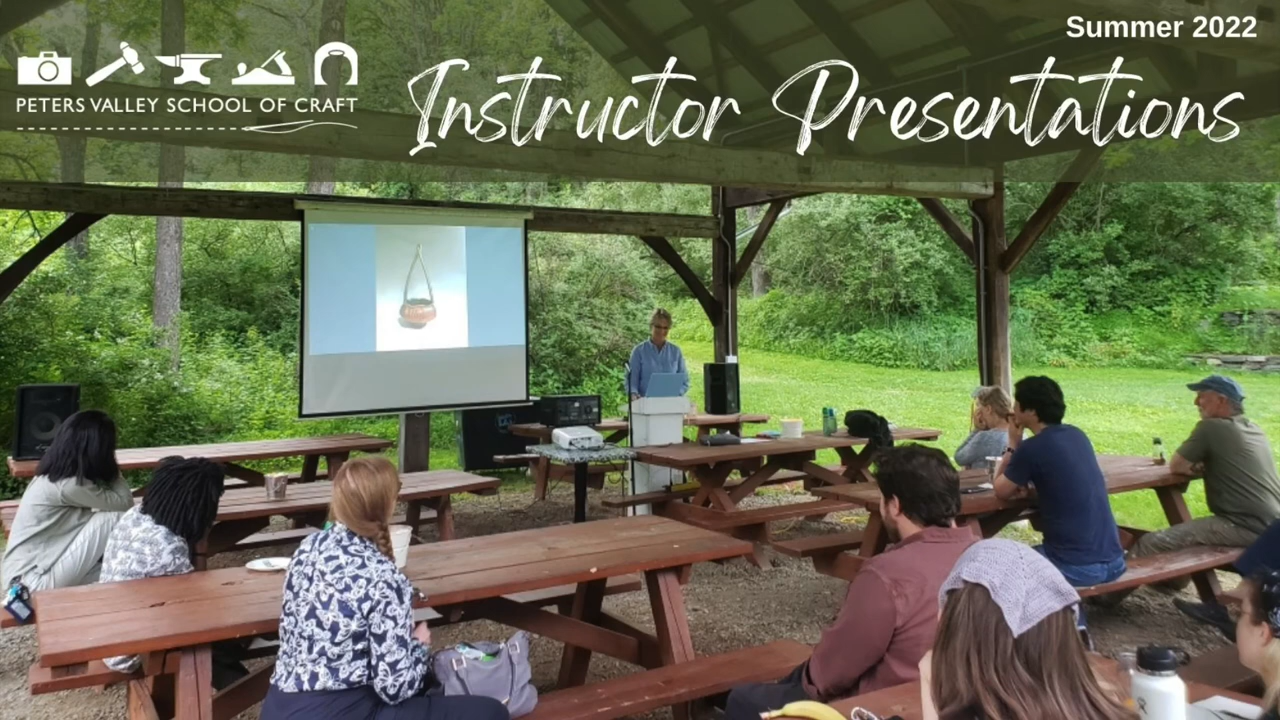 Summer 2022
PETERS VALLEY SCHOOL OF CRAFT
Instructor Presentations